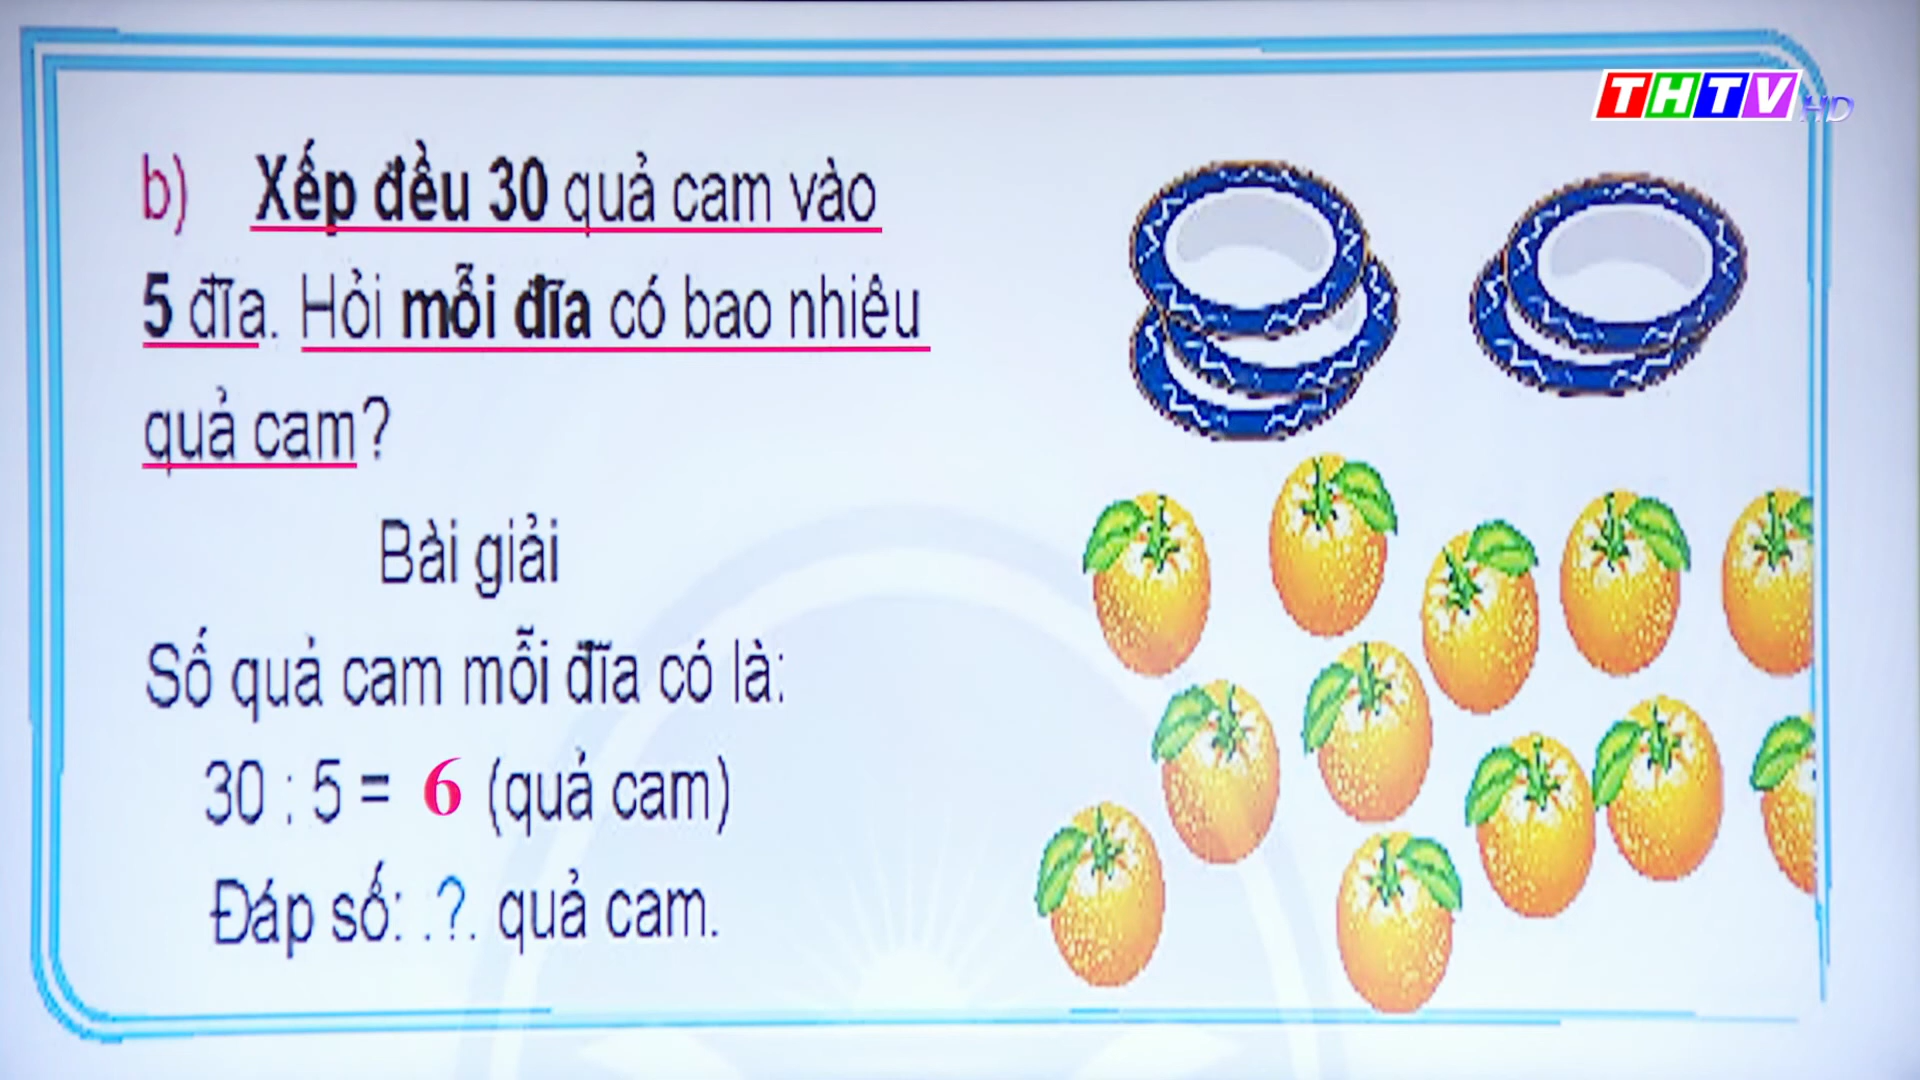 THTV HD
b) Xếp đều 30 quả cam vào
5 đĩa. Hỏi mỗi đĩa có bao nhiêu
quả cam?
Bài giải
Số quả cam mỗi đĩa có là:
30 : 5 = 6 (quả cam)
Đáp số: .?. quả cam.